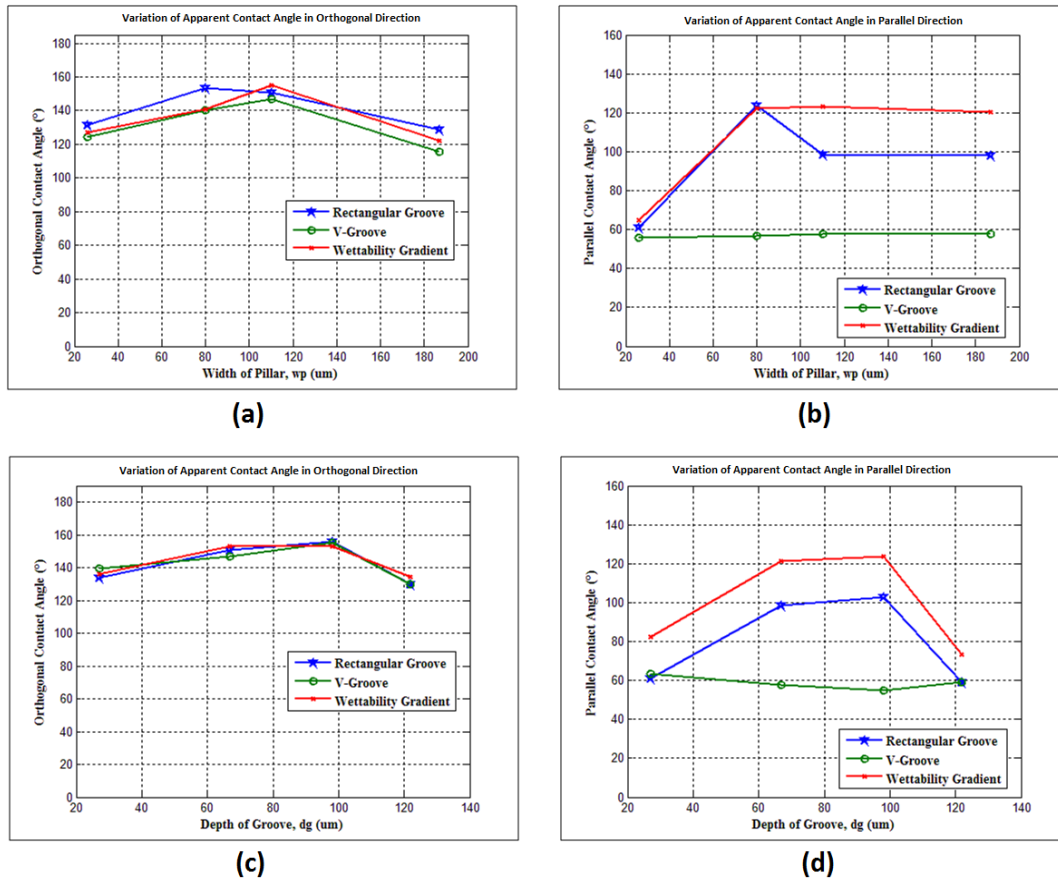 Variation of Apparent Contact Angle in Orthogonal Direction
180
160
140
120
100
80
60
40
20
0
Orthogonal Contact Angle (°)
Rectangular Groove
V-Groove
Wettability Gradient
20 40 60 80 100 120 140 160 180 200
Width of Pillar, wp (um)
(a)
Variation of Apparent Contact Angle in Parallel Direction
160
140
120
100
80
60
40
20
0
Parallel Contact Angle (°)
Rectangular Groove
V-Groove
Wettability Gradient
20 40 60 80 100 120 140 160 180 200
Width of Pillar, wp (um)
(b)
Variation of Apparent Contact Angle in Orthogonal Direction
180
160
140
120
100
80
60
40
20
0
Orthogonal Contact Angle (°)
Rectangular Groove
V-Groove
Wettability Gradient
20 40 60 80 100 120 140
Depth of Groove, dg (um)
(c)
Variation of Apparent Contact Angle in Parallel Direction
160
140
120
100
80
60
40
20
0
Parallel Contact Angle (°)
Rectangular Groove
V-Groove
Wettability Gradient
20 40 60 80 100 120 140
Depth of Groove, dg (um)
(d)